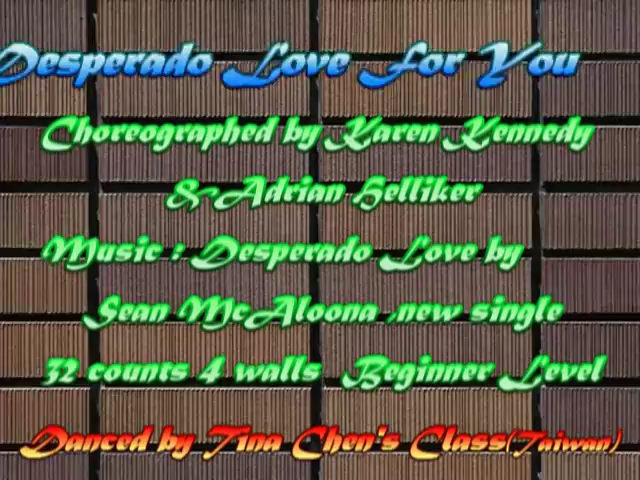 Desperado Love For You
Choreographed by Karen Kennedy
& Adrian Helliker
Music : Desperado Love by
Sean McAloona ,new single
32 counts 4 walls Beginner Level
Danced by Tina Chen's Class(Taiwan)